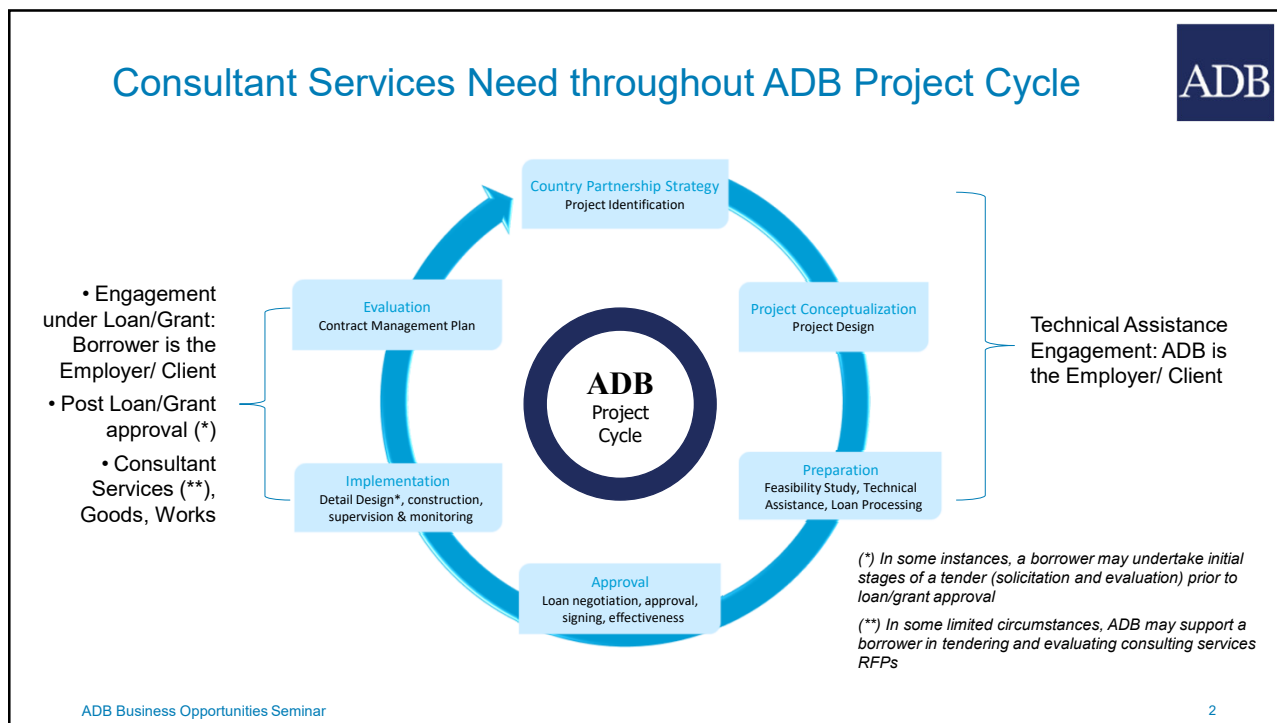 Consultant Services Need throughout ADB Project Cycle
ADB
Country Partnership Strategy
Project Identification
Project Conceptualization
Project Design
Preparation
Feasibility Study, Technical
Assistance, Loan Processing
Approval
Loan negotiation, approval,
signing, effectiveness
Implementation
Detail Design*, construction,
supervision & monitoring
Evaluation
Contract Management Plan
ADB
Project
Cycle
• Engagement
under Loan/Grant:
Borrower is the
Employer/ Client
• Post Loan/Grant
approval (*)
• Consultant
Services (**),
Goods, Works
Technical Assistance
Engagement: ADB is
the Employer/ Client
(*) In some instances, a borrower may undertake initial
stages of a tender (solicitation and evaluation) prior to
loan/grant approval
(**) In some limited circumstances, ADB may support a
borrower in tendering and evaluating consulting services
RFPs
ADB Business Opportunities Seminar
2